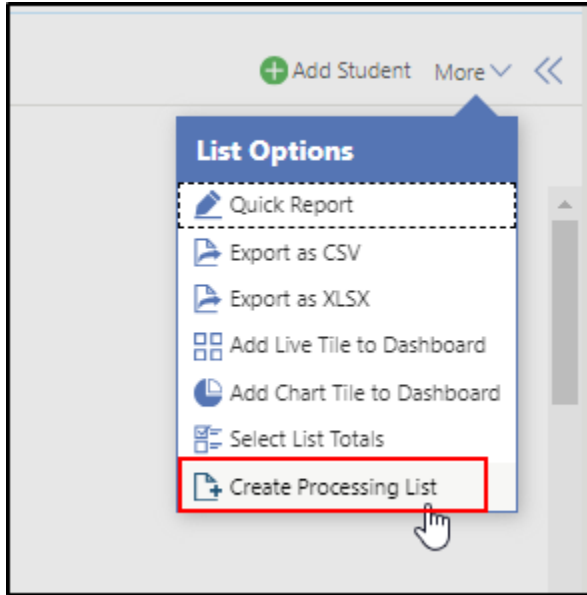 Add Student More
List Options
Quick Report
Export as CSV
Export as XLSX
Add Live Tile to Dashboard
Add Chart Tile to Dashboard
Select List Totals
Create Processing List